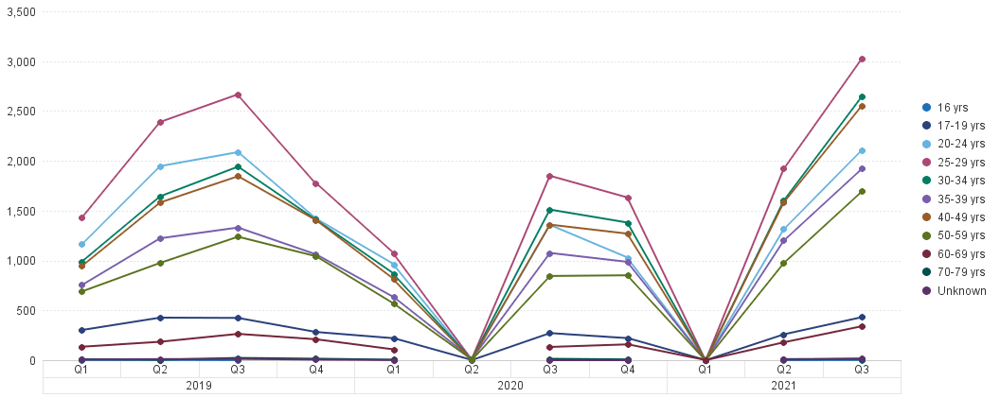 3,500
3,000
2,500
2,000
1,500
1,000
500
0
Q1 Q2 Q3 Q4 Q1 Q2 Q3 Q4 Q1 Q2 Q3
2019 2020 2021
16 yrs
17-19 yrs
20-24 yrs
25-29 yrs
30-34 yrs
35-39 yrs
40-49 yrs
50-59 yrs
60-69 yrs
70-79 yrs
Unknown